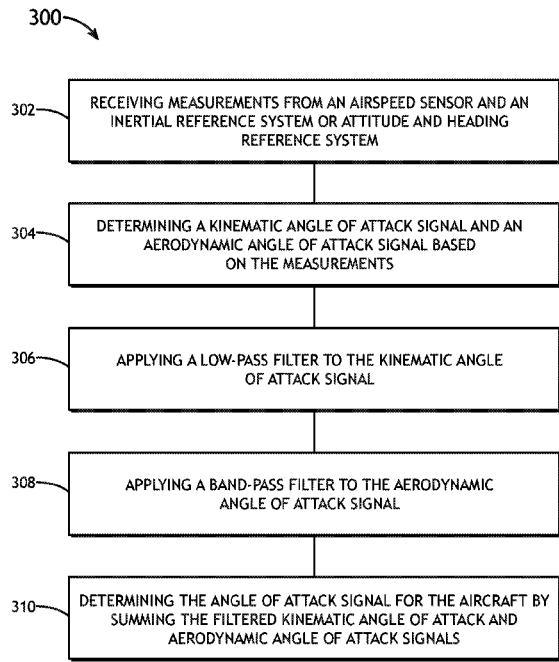 300
302
RECEIVING MEASUREMENTS FROM AN AIRSPEED SENSOR AND AN
INERTIAL REFERENCE SYSTEM OR ATTITUDE AND HEADING
REFERENCE SYSTEM
304
DETERMINING A KINEMATIC ANGLE OF ATTACK SIGNAL AND AN
AERODYNAMIC ANGLE OF ATTACK SIGNAL BASED
ON THE MEASUREMENTS
306
APPLYING A LOW-PASS FILTER TO THE KINEMATIC ANGLE
OF ATTACK SIGNAL
308
APPLYING A BAND-PASS FILTER TO THE AERODYNAMIC
ANGLE OF ATTACK SIGNAL
310
DETERMINING THE ANGLE OF ATTACK SIGNAL FOR THE AIRCRAFT BY
SUMMING THE FILTERED KINEMATIC ANGLE OF ATTACK AND
AERODYNAMIC ANGLE OF ATTACK SIGNALS